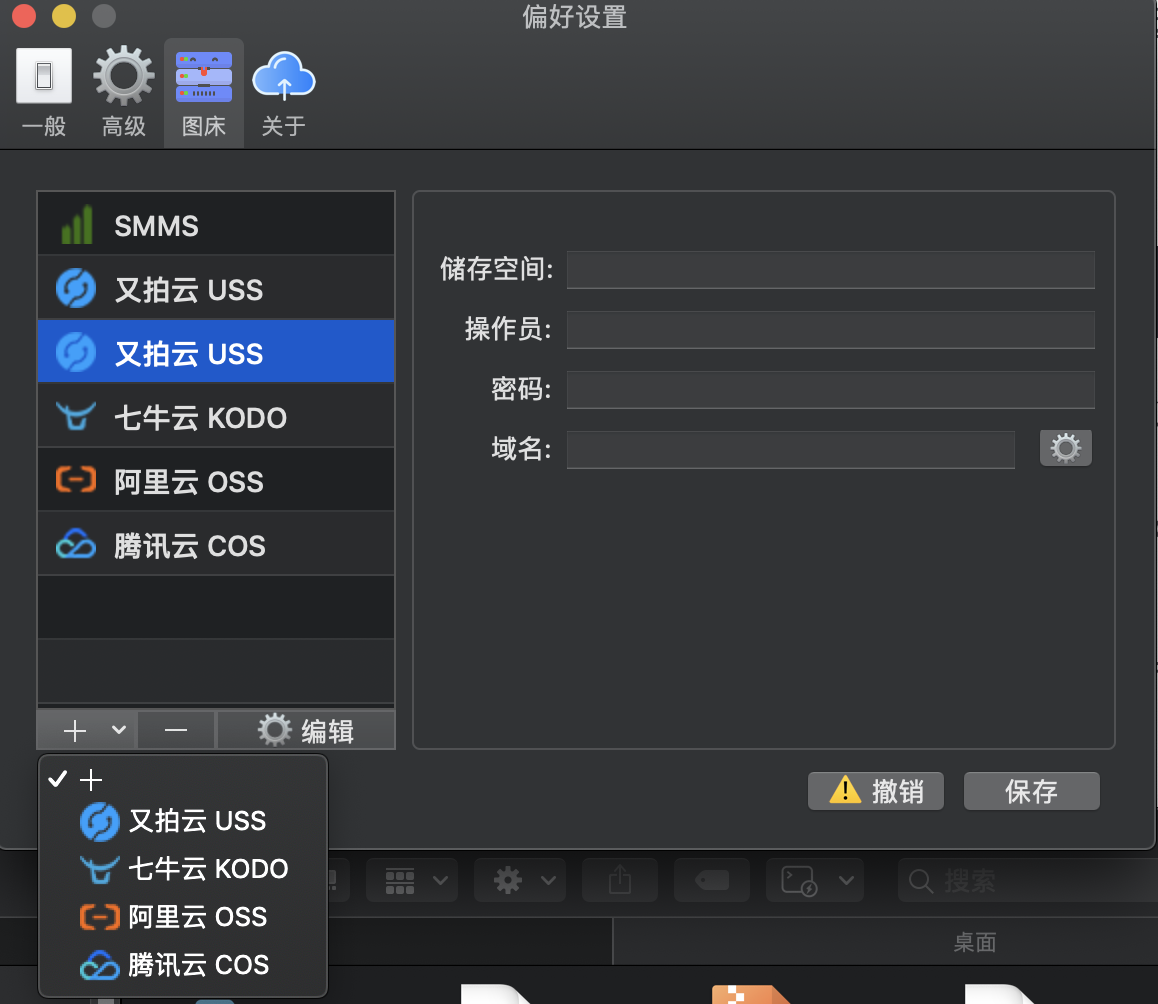 偏好设置
一般
高级
图床
关于
SMMS
又拍云 USS
又拍云 USS
七牛云 KODO
阿里云 OSS
腾讯云 COS
编辑
储存空间:
操作员:
密码:
域名:
撤销
保存
又拍云 USS
七牛云 KODO
阿里云 OSS
腾讯云 COS
搜索
桌面